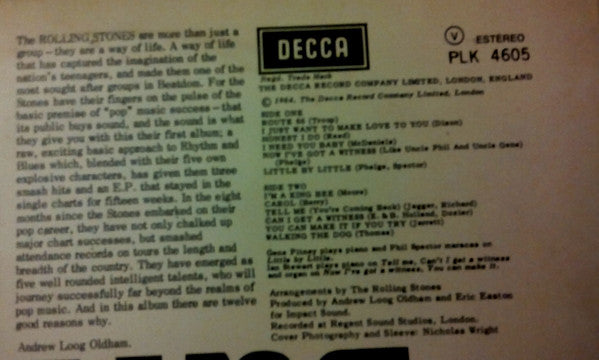 The ROLLING STONES are more than just a
group—they are a way of life. A way of life
that has captured the imagination of the
nation's teenagers, and made them one of the
most sought after groups in Beatdom. For the
Stones have their fingers on the pulse of the
basic premise of "pop" music success—that
its public buys sound, and the sound is what
they give you with this their first album; a
raw, exciting basic approach to Rhythm and
Blues which, blended with their five own
explosive characters, has given them three
smash hits and an E.P. that stayed in the
single charts for fifteen weeks. In the eight
months since the Stones embarked on their
pop career, they have not only chalked up
major chart successes, but smashed
attendance records on tours the length and
breadth of the country. They have emerged as
five well rounded intelligent talents, who will
journey successfully far beyond the realms of
pop music. And in this album there are twelve
good reasons why.
Andrew Loog Oldham.
DECCA
Regd. Trade Mark
V ESTEREO
PLK 4605
THE DECCA RECORD COMPANY LIMITED, LONDON, ENGLAND
© 1964, The Decca Record Company Limited, London
SIDE ONE
ROUTE 66 (Troup)
I JUST WANT TO MAKE LOVE TO YOU (Dixon)
HONEST I DO (Reed)
I NEED YOU BABY (McDaniels)
NOW I'VE GOT A WITNESS (Like Uncle Phil And Uncle Gene)
(Phelge)
LITTLE BY LITTLE (Phelge, Spector)
SIDE TWO
I'M A KING BEE (Moore)
CAROL (Berry)
TELL ME (You're Coming Back) (Jagger, Richard)
CAN I GET A WITNESS (E. & B. Holland, Dozier)
YOU CAN MAKE IT IF YOU TRY (Jarrett)
WALKING THE DOG (Thomas)
Gene Pitney plays piano and Phil Spector maracas on
Little by Little.
Ian Stewart plays piano on Tell me, Can't I get a witness
and organ on Now I've got a witness, You can make it.
Arrangements by The Rolling Stones
Produced by Andrew Loog Oldham and Eric Easton
for Impact Sound.
Recorded at Regent Sound Studios, London.
Cover Photography and Sleeve: Nicholas Wright